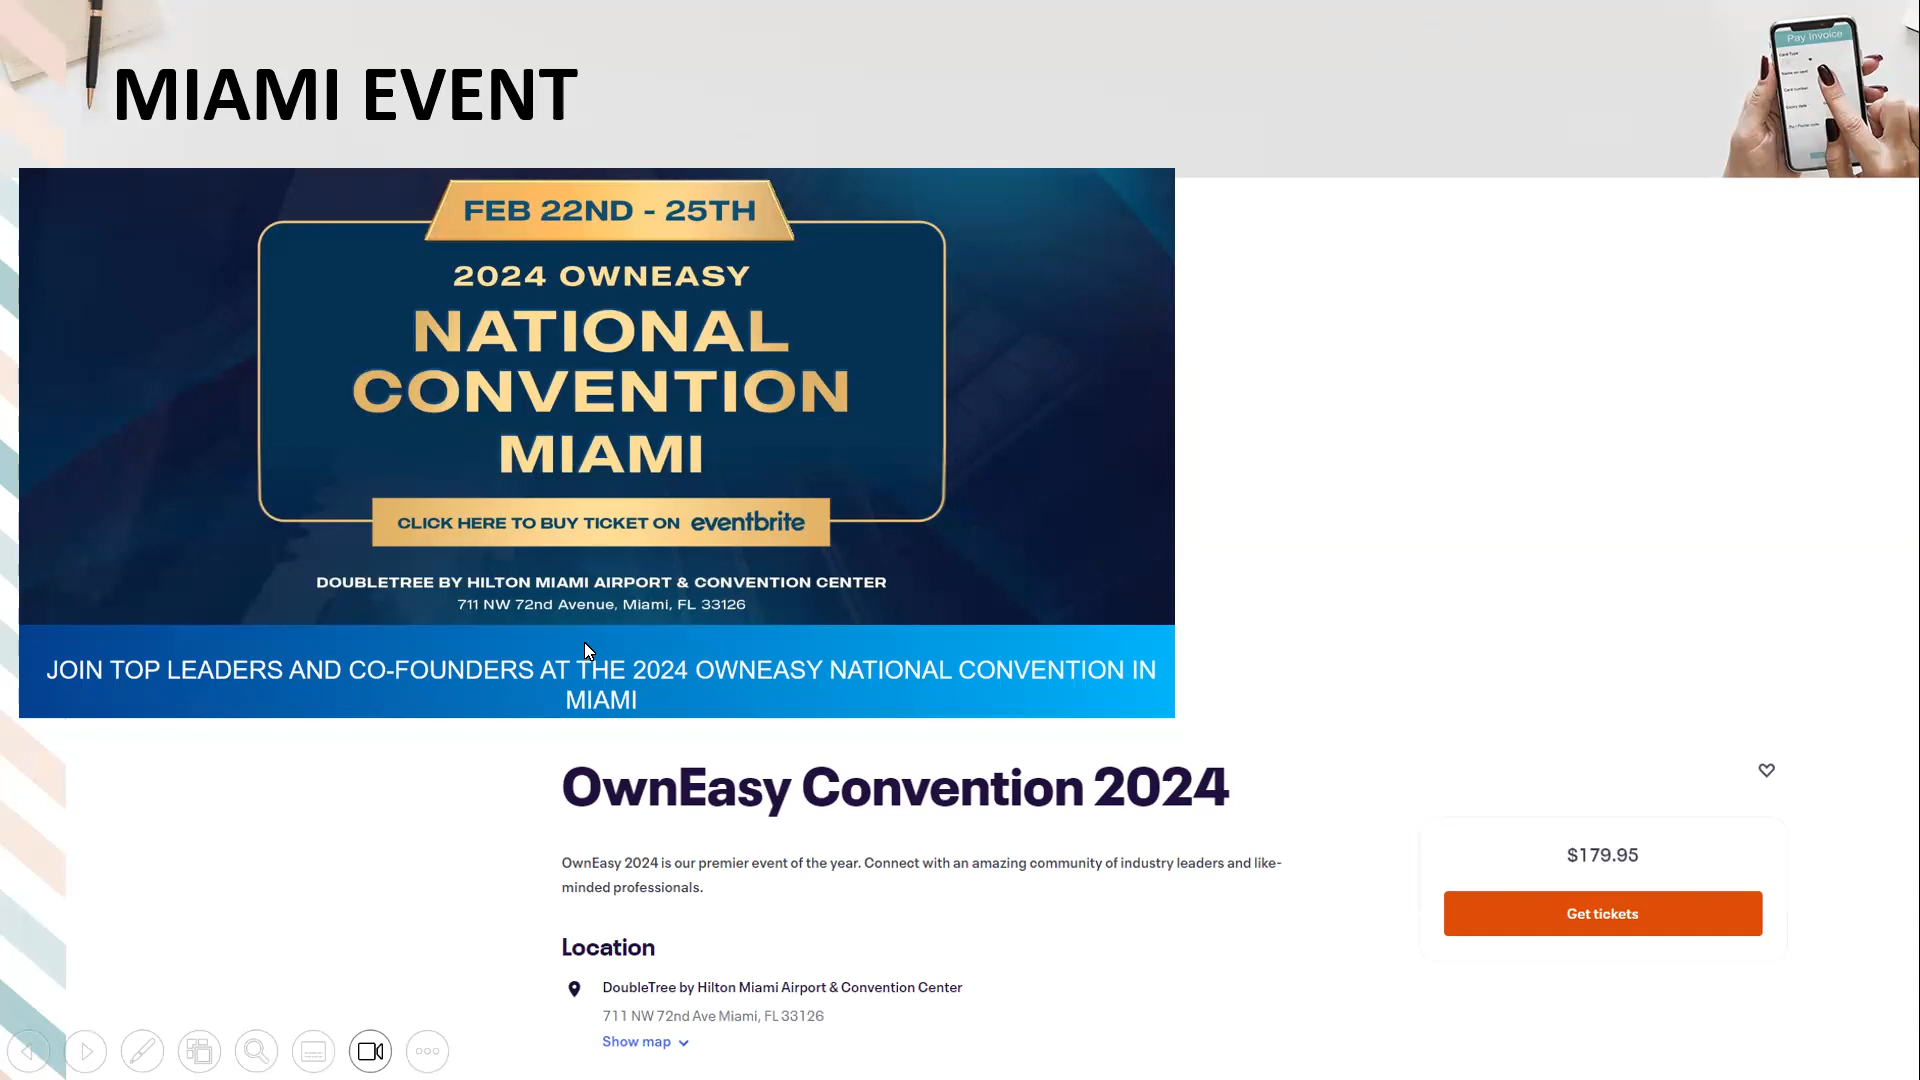 MIAMI EVENT
Pay Invoice
FEB 22ND - 25TH
2024 OWNEASY
NATIONAL
CONVENTION
MIAMI
CLICK HERE TO BUY TICKET ON eventbrite
DOUBLETREE BY HILTON MIAMI AIRPORT & CONVENTION CENTER
711 NW 72nd Avenue, Miami, FL 33126
JOIN TOP LEADERS AND CO-FOUNDERS AT THE 2024 OWNEASY NATIONAL CONVENTION IN
MIAMI
OwnEasy Convention 2024
OwnEasy 2024 is our premier event of the year. Connect with an amazing community of industry leaders and like-
minded professionals.
$179.95
Get tickets
Location
DoubleTree by Hilton Miami Airport & Convention Center
711 NW 72nd Ave Miami, FL 33126
Show map